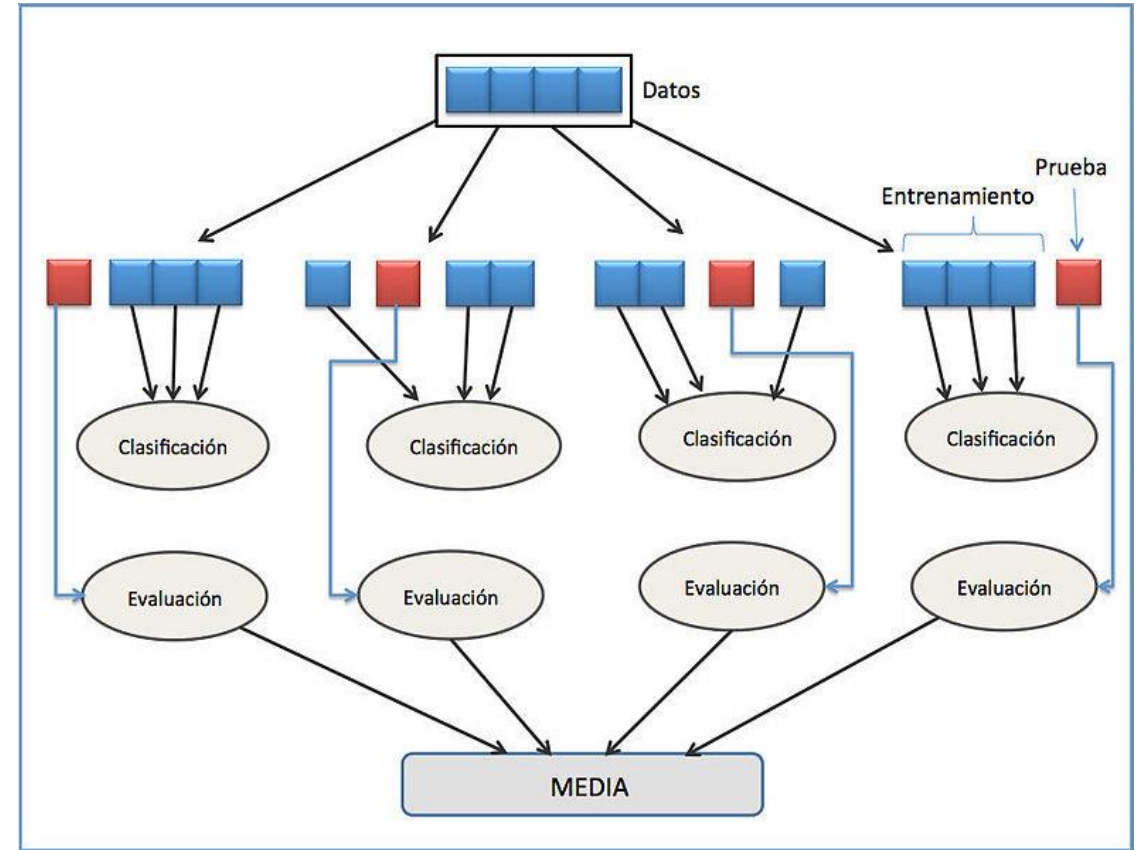 Datos
Prueba
Entrenamiento
Clasificación
Clasificación
Clasificación
Clasificación
Evaluación
Evaluación
Evaluación
Evaluación
MEDIA